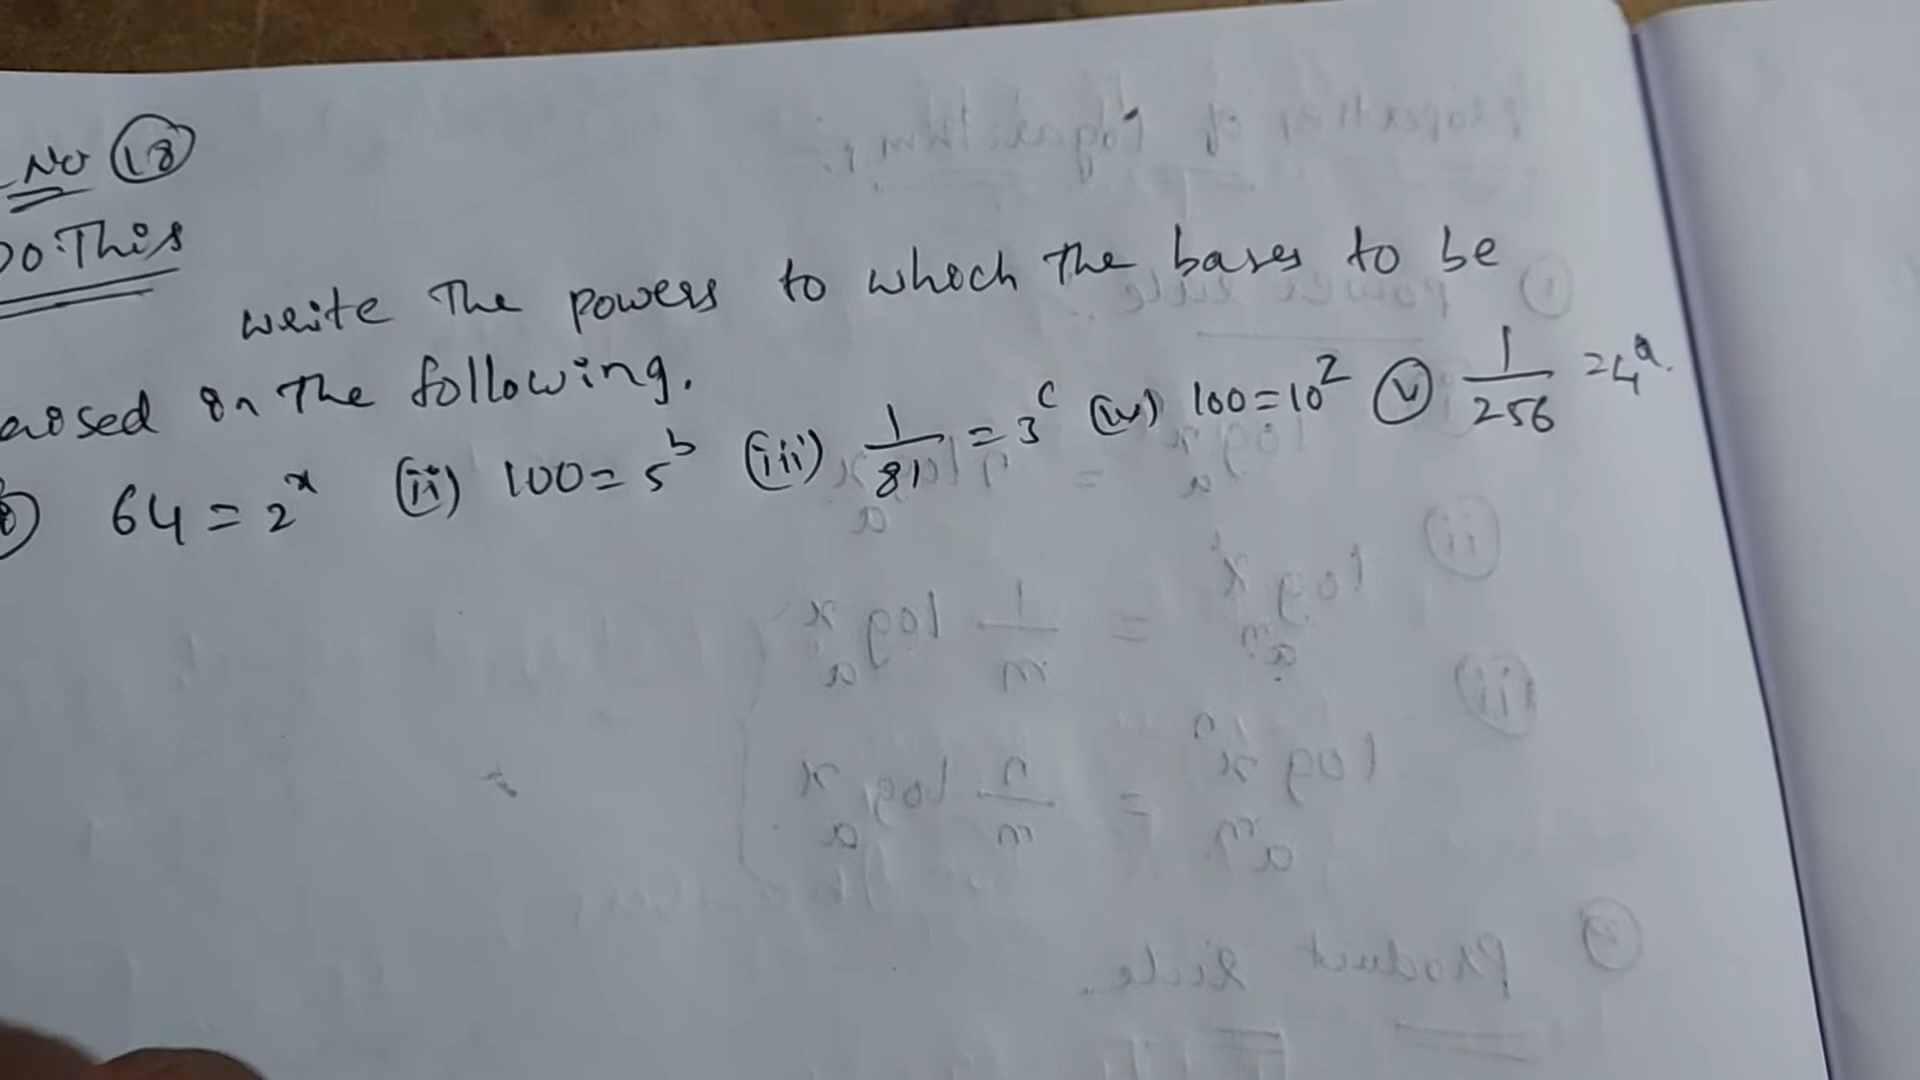 No (18)
Do This
write The powers to which the bases to be
raised in The following.
(i) 64 = 2^x (ii) 100 = 5^b (iii) 1/81 = 3^c (iv) 100 = 10^2 (v) 1/256 = 4^a.